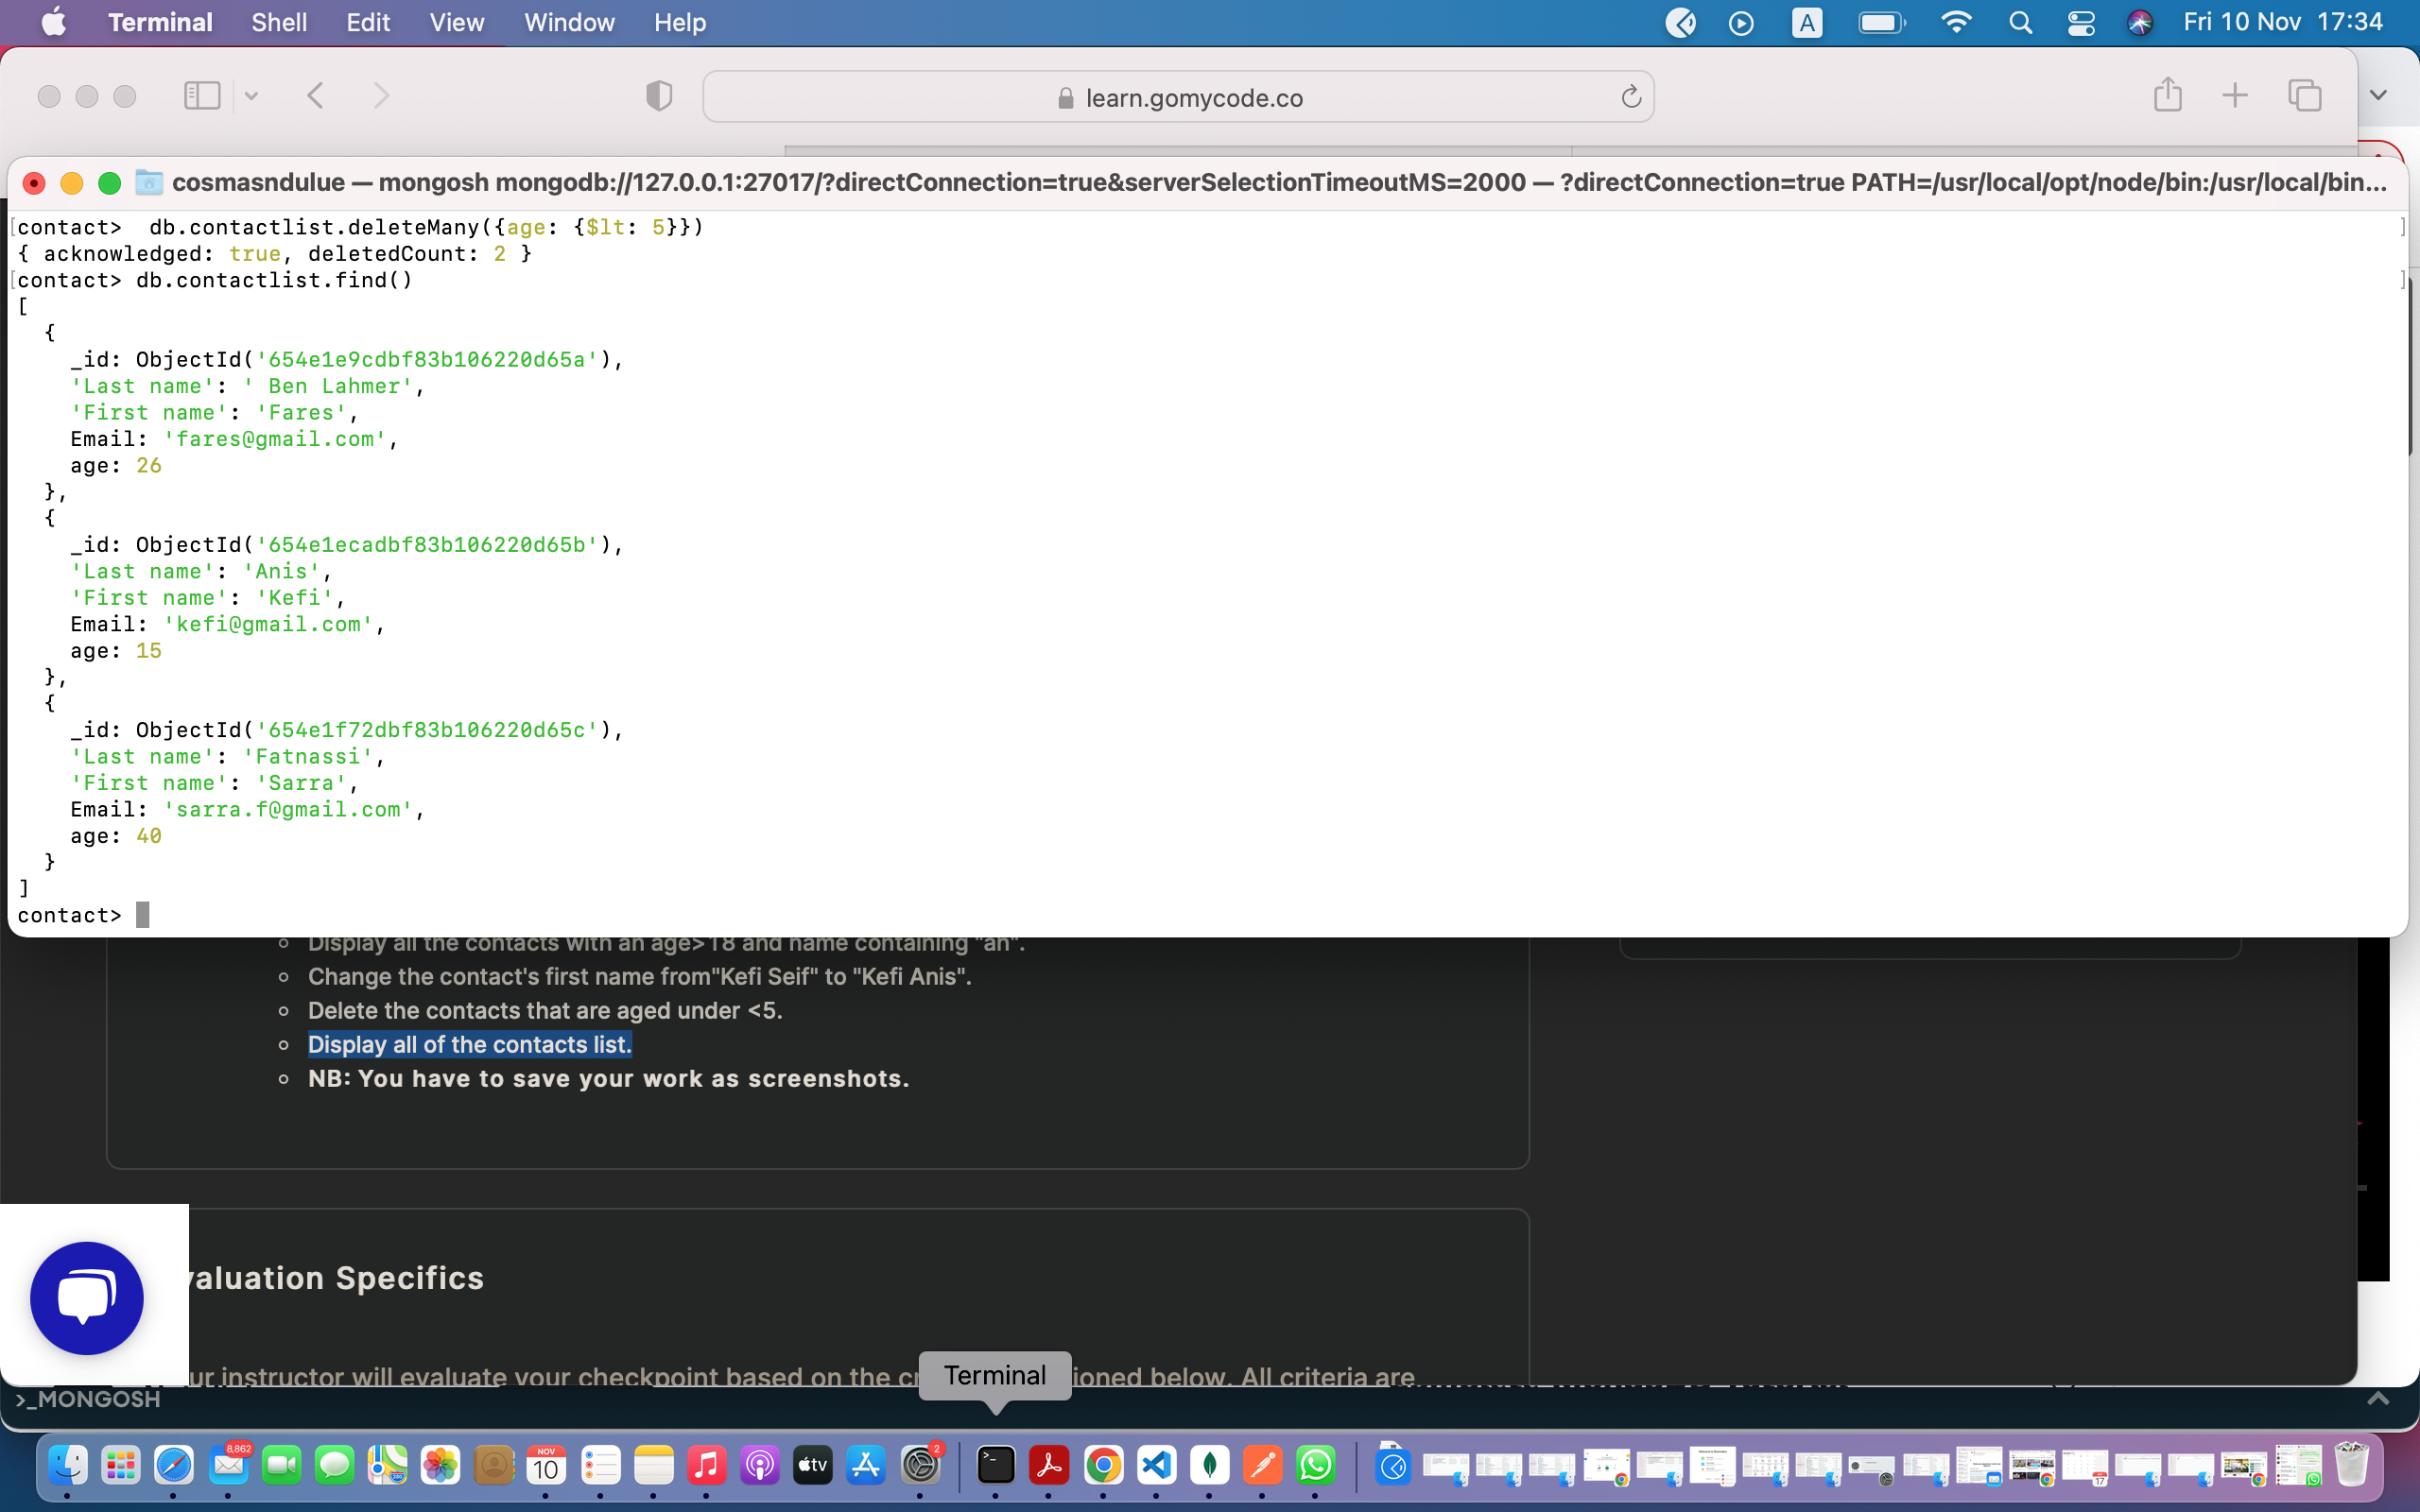 Terminal Shell Edit View Window Help A Fri 10 Nov 17:34
learn.gomycode.co
cosmasndulue — mongosh mongodb://127.0.0.1:27017/?directConnection=true&serverSelectionTimeoutMS=2000 — ?directConnection=true PATH=/usr/local/opt/node/bin:/usr/local/bin...
[contact>  db.contactlist.deleteMany({age: {$lt: 5}}) ]
{ acknowledged: true, deletedCount: 2 }
[contact> db.contactlist.find() ]
[
  {
    _id: ObjectId('654e1e9cdbf83b106220d65a'),
    'Last name': ' Ben Lahmer',
    'First name': 'Fares',
    Email: 'fares@gmail.com',
    age: 26
  },
  {
    _id: ObjectId('654e1ecadbf83b106220d65b'),
    'Last name': 'Anis',
    'First name': 'Kefi',
    Email: 'kefi@gmail.com',
    age: 15
  },
  {
    _id: ObjectId('654e1f72dbf83b106220d65c'),
    'Last name': 'Fatnassi',
    'First name': 'Sarra',
    Email: 'sarra.f@gmail.com',
    age: 40
  }
]
contact>
Display all the contacts with an age>18 and name containing "ah".
Change the contact's first name from"Kefi Seif" to "Kefi Anis".
Delete the contacts that are aged under <5.
Display all of the contacts list.
NB: You have to save your work as screenshots.
valuation Specifics
ur instructor will evaluate your checkpoint based on the cr
ioned below. All criteria are
Terminal
>_MONGOSH
8,862
NOV
10
tv
2
17